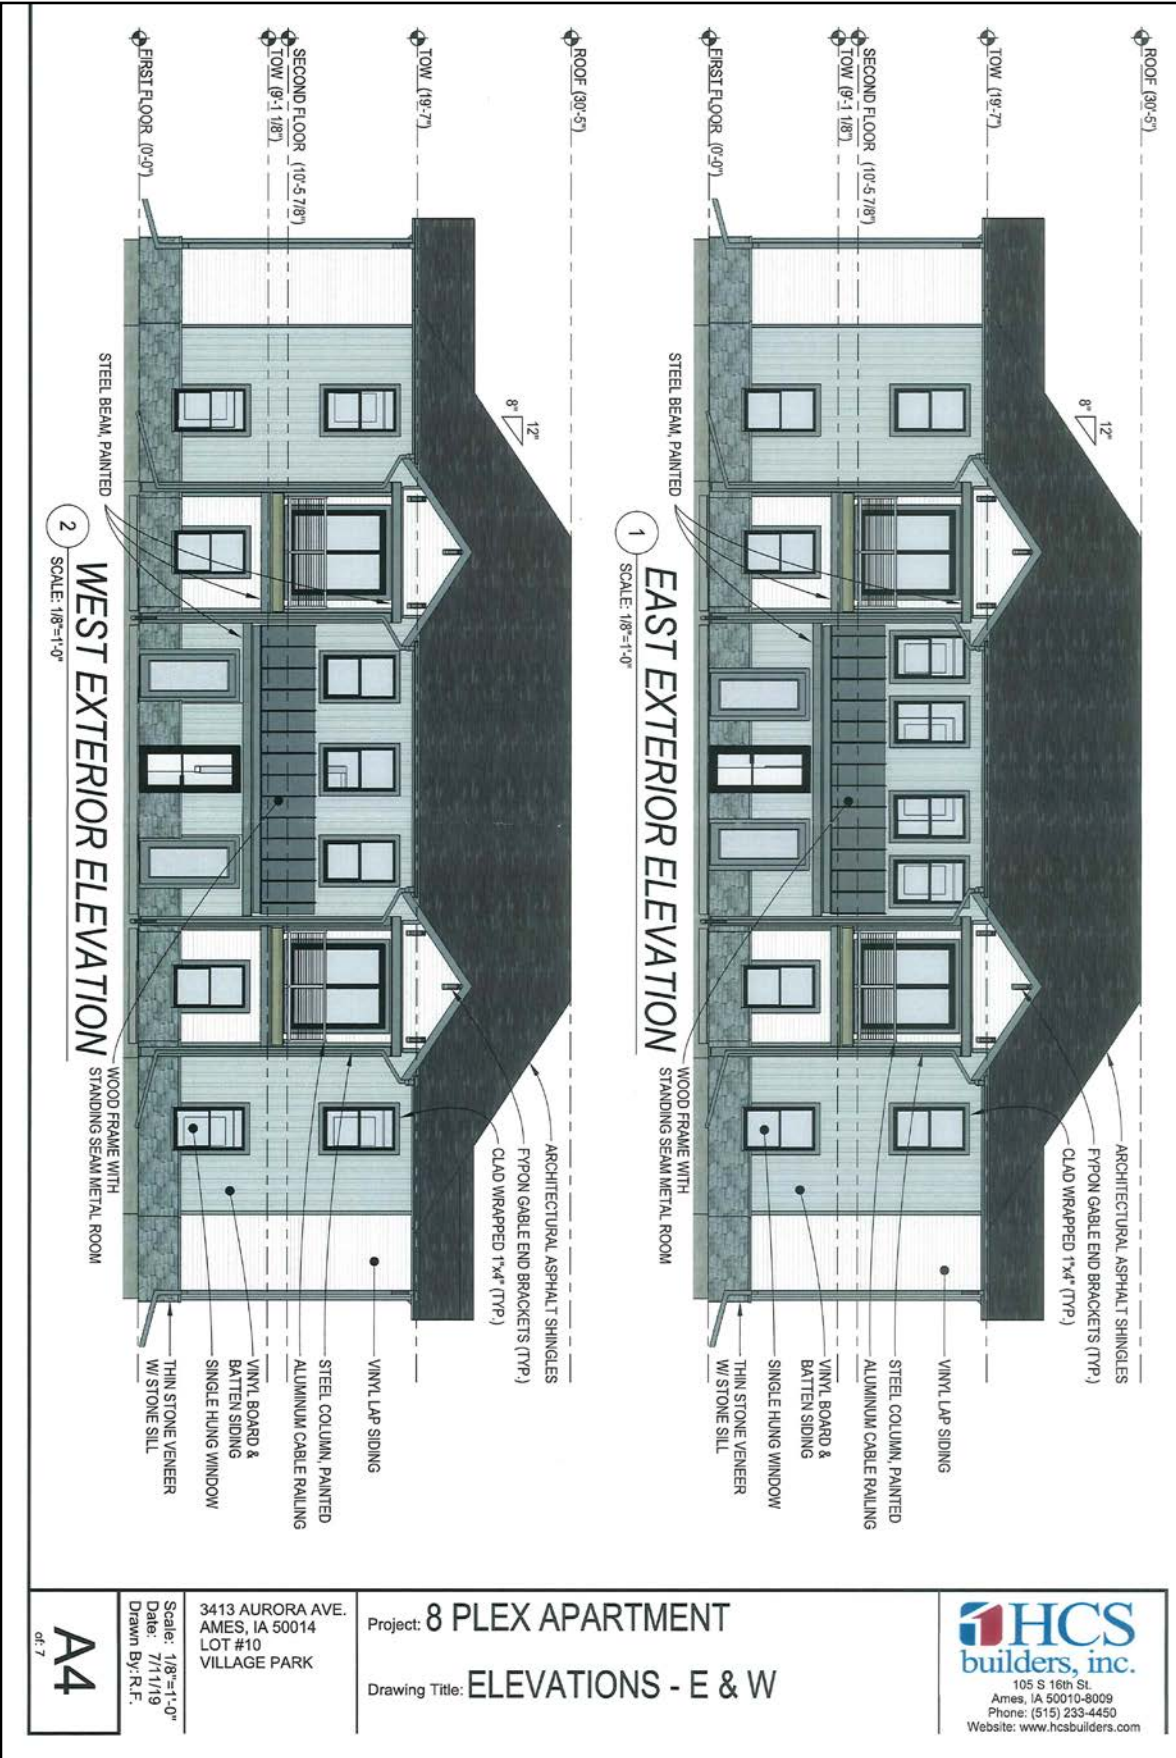 ROOF (30'-5")
TOW (19'-7")
SECOND FLOOR (10'-5 7/8")
TOW (9'-1 1/8")
FIRST FLOOR (0'-0")
8"
12"
STEEL BEAM, PAINTED
ARCHITECTURAL ASPHALT SHINGLES
FYPON GABLE END BRACKETS (TYP.)
CLAD WRAPPED 1"x4" (TYP.)
VINYL LAP SIDING
STEEL COLUMN, PAINTED
ALUMINUM CABLE RAILING
VINYL BOARD &
BATTEN SIDING
SINGLE HUNG WINDOW
THIN STONE VENEER
W/ STONE SILL
WOOD FRAME WITH
STANDING SEAM METAL ROOM
1
EAST EXTERIOR ELEVATION
SCALE: 1/8"=1'-0"
ROOF (30'-5")
TOW (19'-7")
SECOND FLOOR (10'-5 7/8")
TOW (9'-1 1/8")
FIRST FLOOR (0'-0")
8"
12"
STEEL BEAM, PAINTED
ARCHITECTURAL ASPHALT SHINGLES
FYPON GABLE END BRACKETS (TYP.)
CLAD WRAPPED 1"x4" (TYP.)
VINYL LAP SIDING
STEEL COLUMN, PAINTED
ALUMINUM CABLE RAILING
VINYL BOARD &
BATTEN SIDING
SINGLE HUNG WINDOW
THIN STONE VENEER
W/ STONE SILL
WOOD FRAME WITH
STANDING SEAM METAL ROOM
2
WEST EXTERIOR ELEVATION
SCALE: 1/8"=1'-0"
HCS
builders, inc.
105 S 16th St.
Ames, IA 50010-8009
Phone: (515) 233-4450
Website: www.hcsbuilders.com
Project: 8 PLEX APARTMENT
Drawing Title: ELEVATIONS - E & W
3413 AURORA AVE.
AMES, IA 50014
LOT #10
VILLAGE PARK
Scale: 1/8"=1'-0"
Date: 7/11/19
Drawn By: R.F.
A4
of: 7